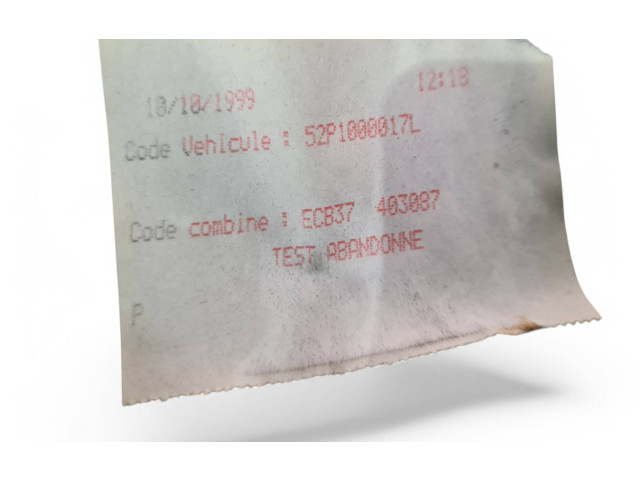 10/10/1999 12:18
Code Vehicule : 52P1000017L
Code combine : ECB37 403087
TEST ABANDONNE
P